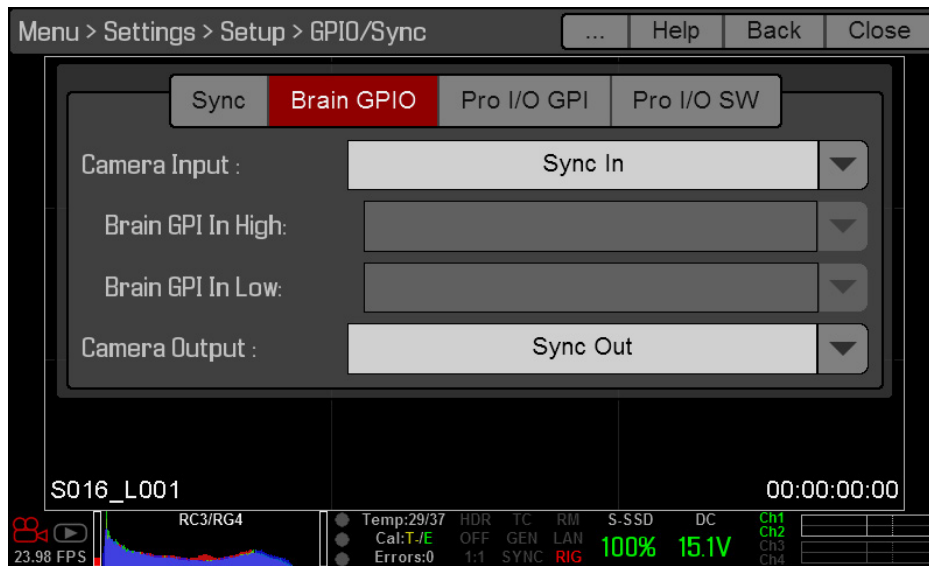 Menu > Settings > Setup > GPIO/Sync ... Help Back Close
Sync Brain GPIO Pro I/O GPI Pro I/O SW
Camera Input : Sync In
Brain GPI In High:
Brain GPI In Low:
Camera Output : Sync Out
S016_L001 00:00:00:00
RC3/RG4 Temp:29/37 HDR TC RM S-SSD DC Ch1
Cal:T-/E OFF GEN LAN 100% 15.1V Ch2
Ch3
23.98 FPS Errors:0 1:1 SYNC RIG Ch4